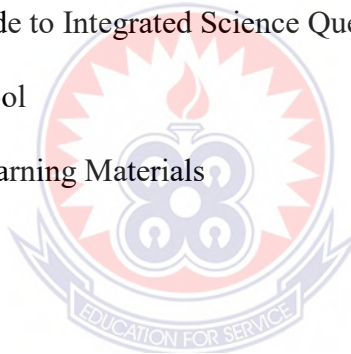 de to Integrated Science Que
ol
arning Materials
EDUCATION FOR SERVICE